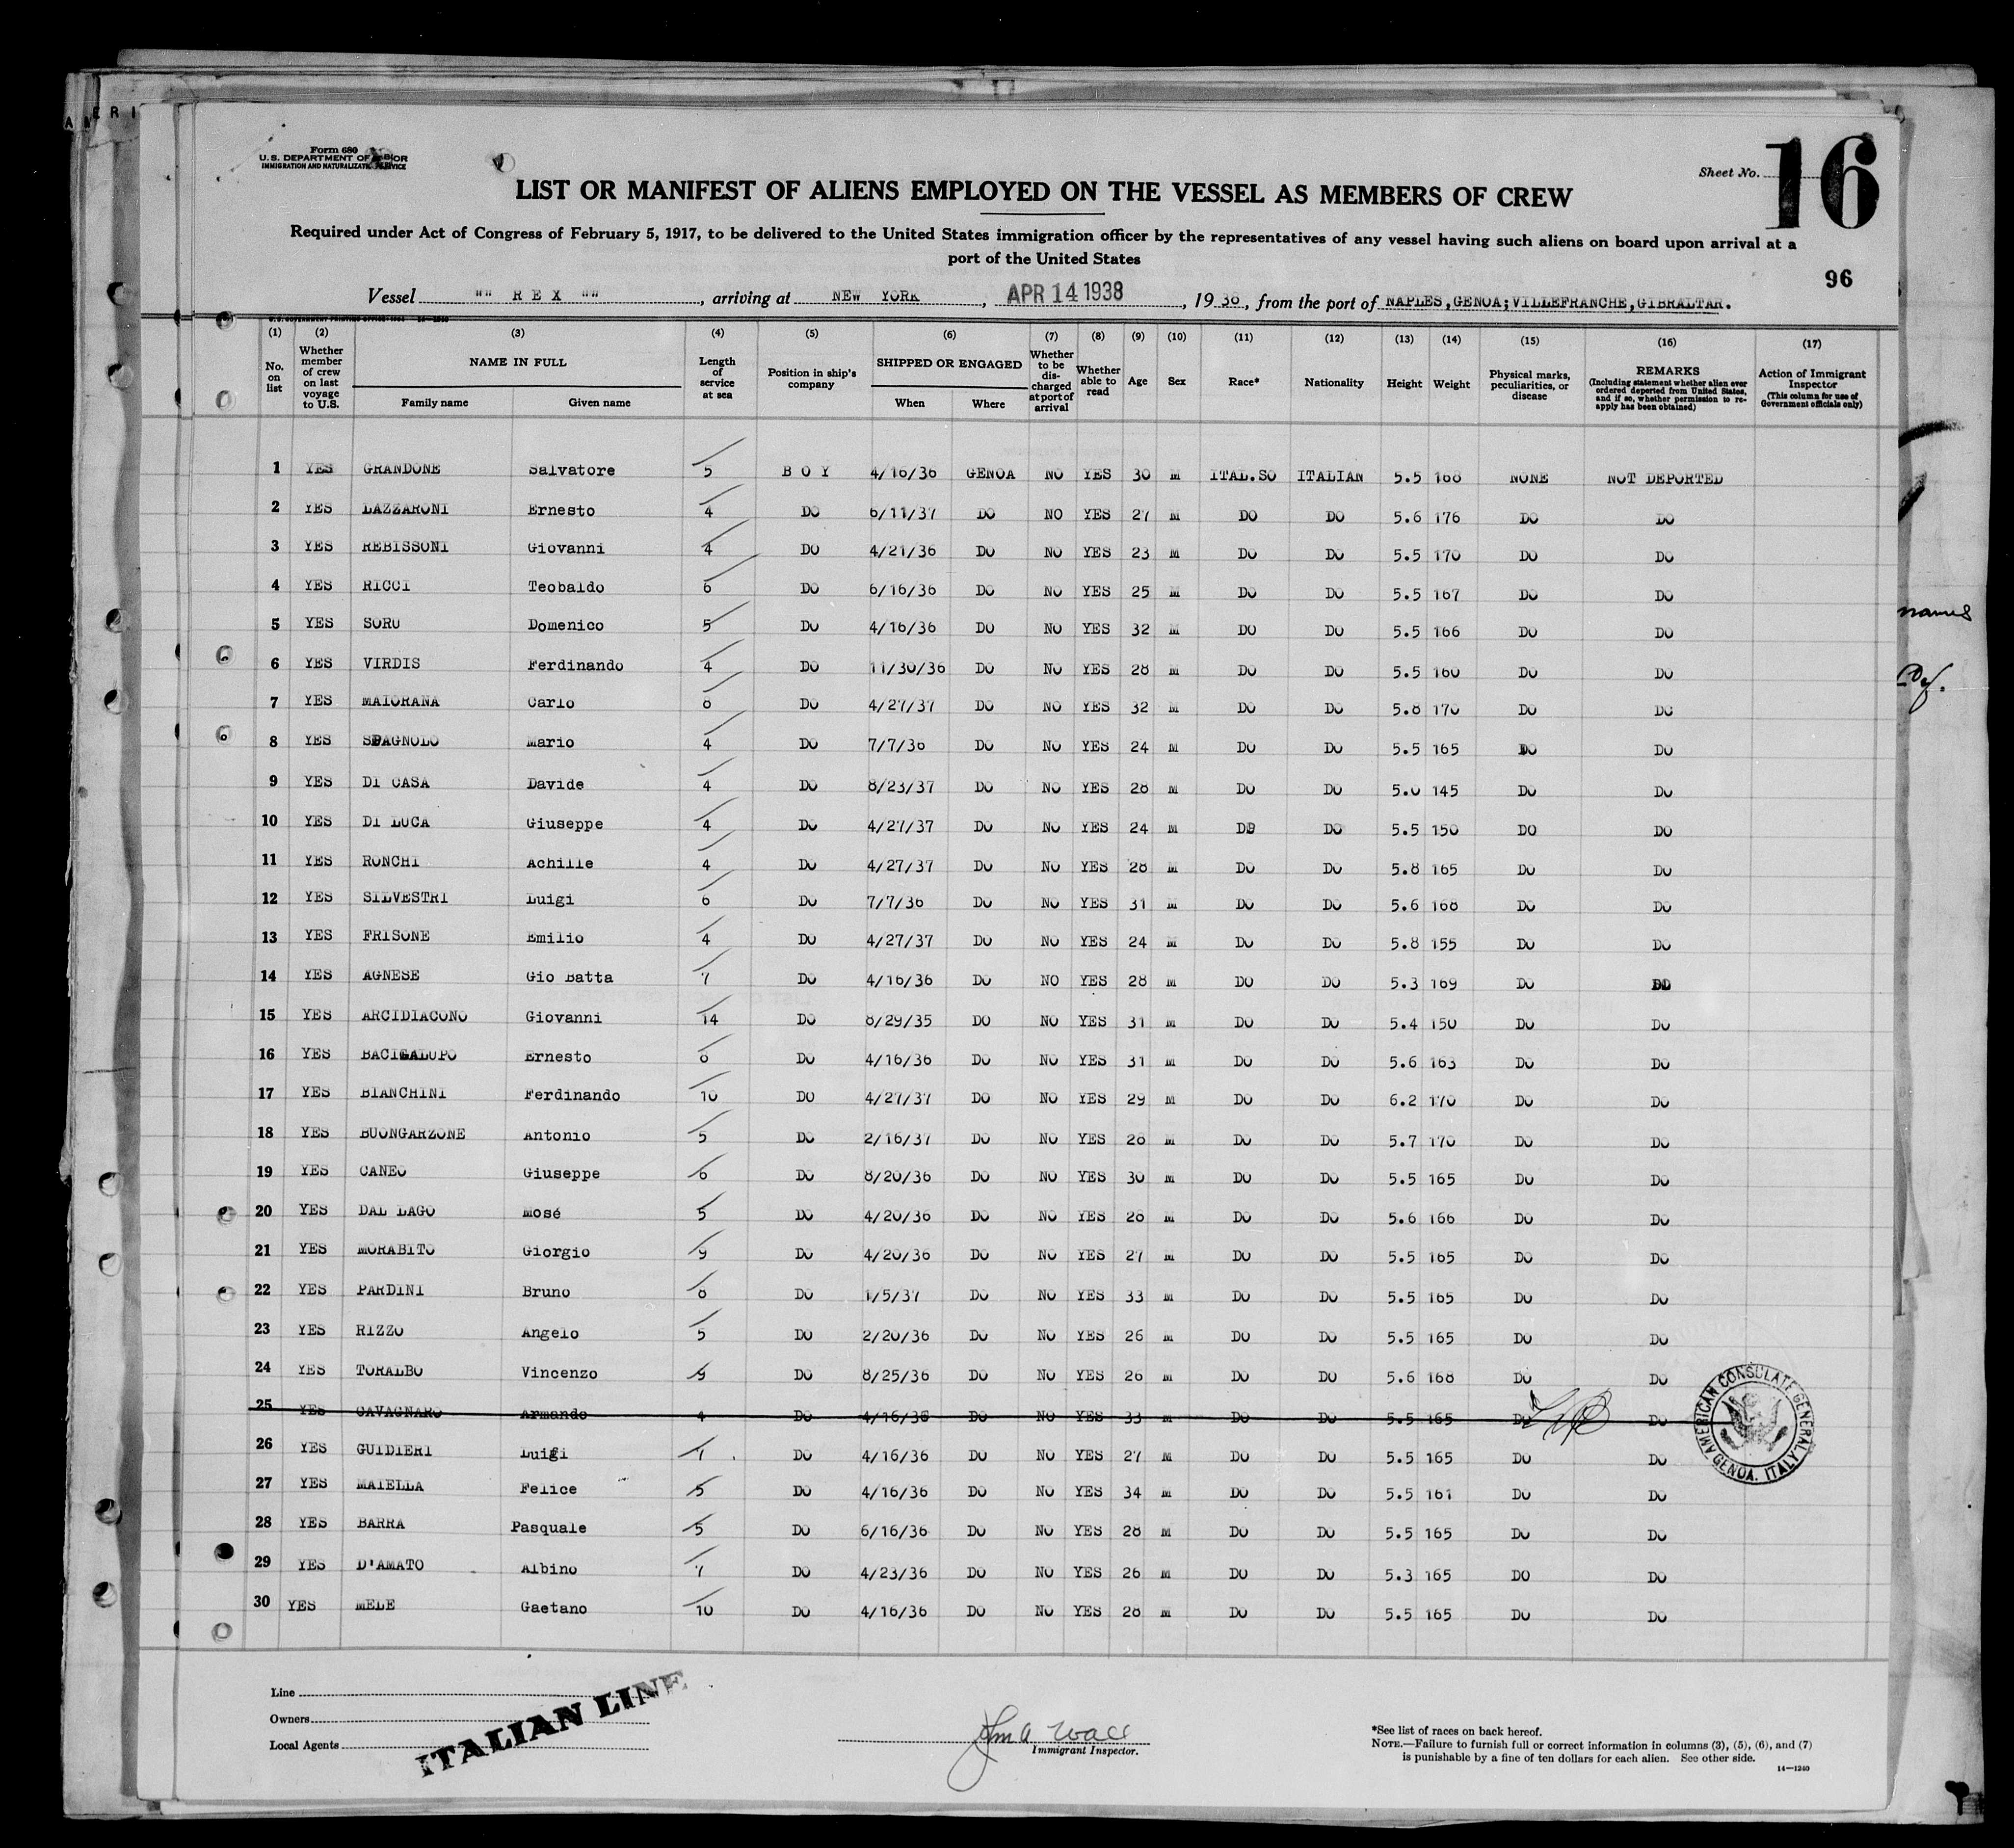 Form 680
U.S. DEPARTMENT OF LABOR
IMMIGRATION AND NATURALIZATION SERVICE
Sheet No. 16
LIST OR MANIFEST OF ALIENS EMPLOYED ON THE VESSEL AS MEMBERS OF CREW
Required under Act of Congress of February 5, 1917, to be delivered to the United States immigration officer by the representatives of any vessel having such aliens on board upon arrival at a
port of the United States
96
Vessel "" R E X "" , arriving at NEW YORK , APR 14 1938 , 1938, from the port of NAPLES,GENOA;VILLEFRANCHE,GIBRALTAR.
(1) (2) (3) (4) (5) (6) (7) (8) (9) (10) (11) (12) (13) (14) (15) (16) (17)
No. on list | Whether member of crew on last voyage to U.S. | NAME IN FULL Family name Given name | Length of service at sea | Position in ship's company | SHIPPED OR ENGAGED When Where | Whether to be discharged at port of arrival | Whether able to read | Age | Sex | Race* | Nationality | Height | Weight | Physical marks, peculiarities, or disease | REMARKS (Including statement whether alien ever ordered deported from United States, and if so, whether permission to re-apply has been obtained) | Action of Immigrant Inspector (This column for use of Government officials only)
1 YES GRANDONE Salvatore 5 B O Y 4/16/36 GENOA NO YES 30 M ITAL.SO ITALIAN 5.5 168 NONE NOT DEPORTED
2 YES LAZZARONI Ernesto 4 DO 6/11/37 DO NO YES 27 M DO DO 5.6 176 DO DO
3 YES REBISSONI Giovanni 4 DO 4/21/36 DO NO YES 23 M DO DO 5.5 170 DO DO
4 YES RICCI Teobaldo 6 DO 6/16/36 DO NO YES 25 M DO DO 5.5 167 DO DO
5 YES SORU Domenico 5 DO 4/16/36 DO NO YES 32 M DO DO 5.5 166 DO DO
6 YES VIRDIS Ferdinando 4 DO 11/30/36 DO NO YES 28 M DO DO 5.5 160 DO DO
7 YES MAIORANA Carlo DO 4/27/37 DO NO YES 32 M DO DO 5.8 170 DO DO
8 YES SPAGNOLO Mario 4 DO 7/7/36 DO NO YES 24 M DO DO 5.5 165 DO DO
9 YES DI CASA Davide 4 DO 8/23/37 DO NO YES 28 M DO DO 145 DO DO
10 YES DI LUCA Giuseppe 4 DO 4/27/37 DO NO YES 24 M DO DO 5.5 150 DO DO
11 YES RONCHI Achille 4 DO 4/27/37 DO NO YES 28 M DO DO 5.8 165 DO DO
12 YES SILVESTRI Luigi 6 DO 7/7/36 DO NO YES 31 M DO DO 5.6 168 DO DO
13 YES FRISONE Emilio 4 DO 4/27/37 DO NO YES 24 M DO DO 5.8 155 DO DO
14 YES AGNESE Gio Batta 7 DO 4/16/36 DO NO YES 28 M DO DO 5.3 169 DO DO
15 YES ARCIDIACONO Giovanni 14 DO 8/29/35 DO NO YES 31 M DO DO 5.4 150 DO DO
16 YES BACIGALUPO Ernesto DO 4/16/36 DO NO YES 31 M DO DO 5.6 163 DO DO
17 YES BIANCHINI Ferdinando 10 DO 4/27/37 DO NO YES 29 M DO DO 6.2 170 DO DO
18 YES BUONGARZONE Antonio 5 DO 2/16/37 DO NO YES 28 M DO DO 5.7 170 DO DO
19 YES CANEO Giuseppe 6 DO 8/20/36 DO NO YES 30 M DO DO 5.5 165 DO DO
20 YES DAL LAGO Mosé 5 DO 4/20/36 DO NO YES 28 M DO DO 5.6 166 DO DO
21 YES MORABITO Giorgio 9 DO 4/20/36 DO NO YES 27 M DO DO 5.5 165 DO DO
22 YES PARDINI Bruno DO 1/5/37 DO NO YES 33 M DO DO 5.5 165 DO DO
23 YES RIZZO Angelo 5 DO 2/20/36 DO NO YES 26 M DO DO 5.5 165 DO DO
24 YES TORALBO Vincenzo 9 DO 8/25/36 DO NO YES 26 M DO DO 5.6 168 DO DO
25 YES CAVAGNARO Armando 4 DO 4/16/36 DO NO YES 33 M DO DO 5.5 165 DO DO
26 YES GUIDIERI Luigi DO 4/16/36 DO NO YES 27 M DO DO 5.5 165 DO DO
27 YES MAIELLA Felice 5 DO 4/16/36 DO NO YES 34 M DO DO 5.5 161 DO DO
28 YES BARRA Pasquale 5 DO 6/16/36 DO NO YES 28 M DO DO 5.5 165 DO DO
29 YES D'AMATO Albino 7 DO 4/23/36 DO NO YES 26 M DO DO 5.3 165 DO DO
30 YES MELE Gaetano 10 DO 4/16/36 DO NO YES 28 M DO DO 5.5 165 DO DO
AMERICAN CONSULATE GENERAL
GENOA, ITALY
Line
Owners
Local Agents
ITALIAN LINE
Immigrant Inspector.
*See list of races on back hereof.
NOTE.—Failure to furnish full or correct information in columns (3), (5), (6), and (7)
is punishable by a fine of ten dollars for each alien. See other side.
14—1240
names